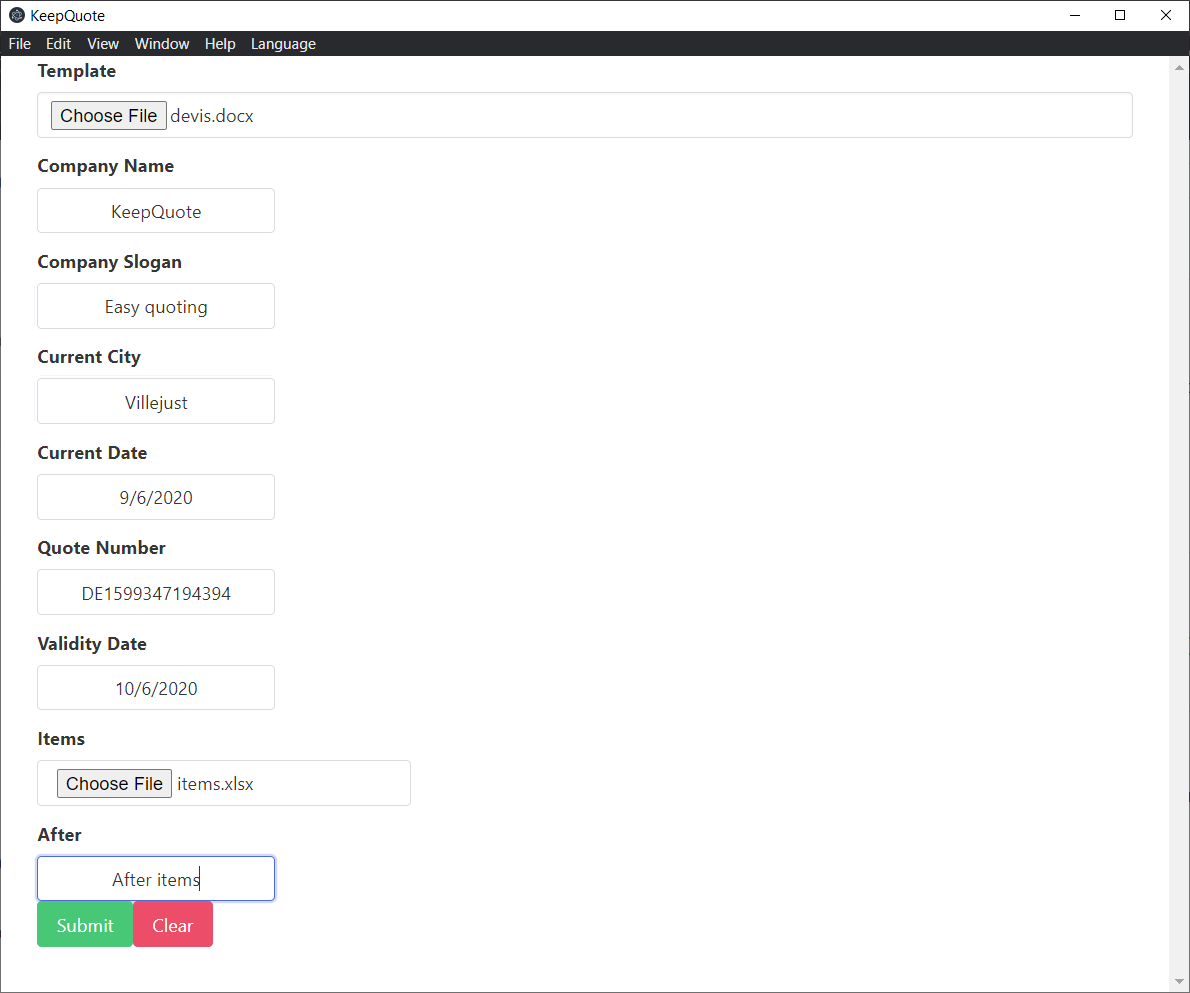 KeepQuote
File Edit View Window Help Language
Template
Choose File devis.docx
Company Name
KeepQuote
Company Slogan
Easy quoting
Current City
Villejust
Current Date
9/6/2020
Quote Number
DE1599347194394
Validity Date
10/6/2020
Items
Choose File items.xlsx
After
After items
Submit Clear